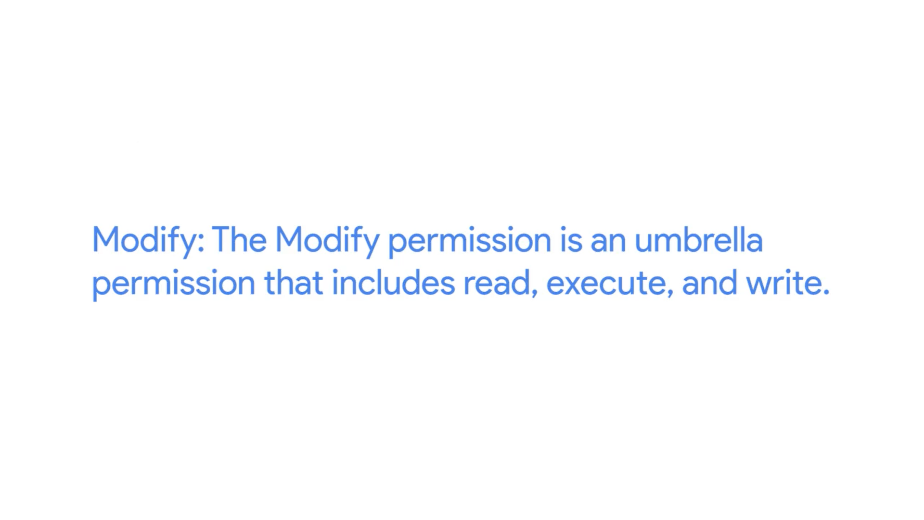 Modify: The Modify permission is an umbrella
permission that includes read, execute, and write.